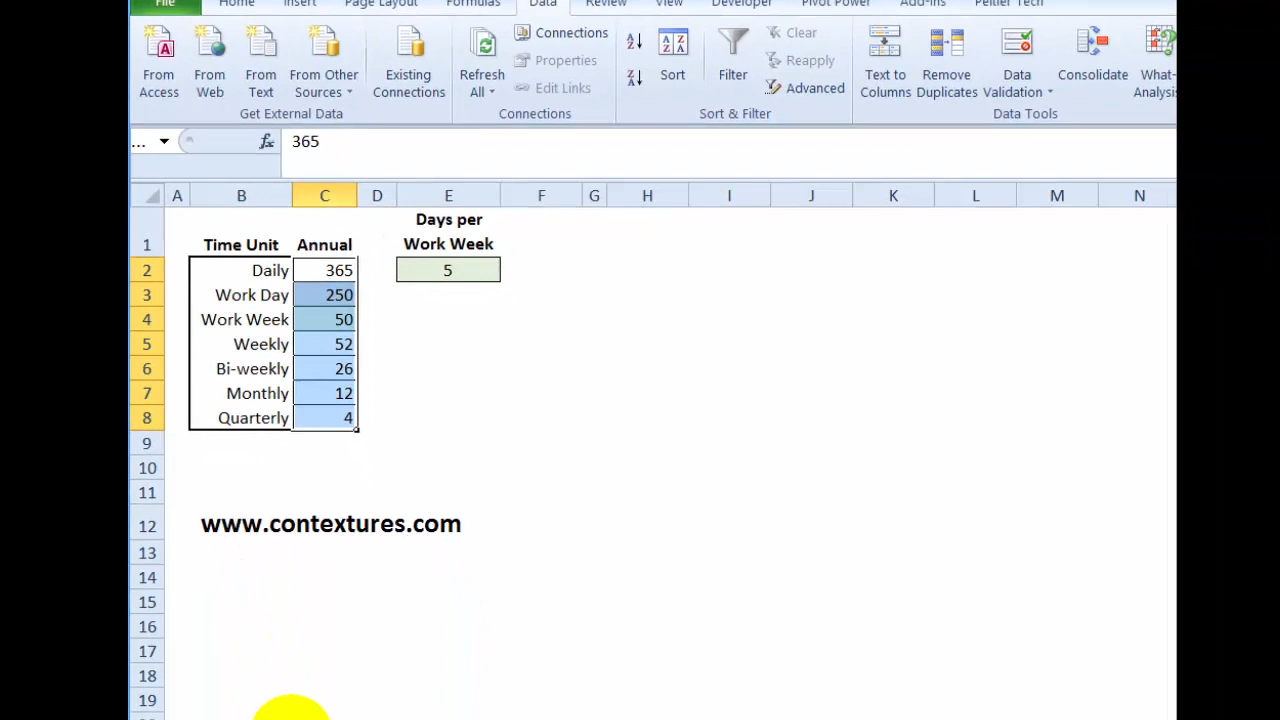 File Home Insert Page Layout Formulas Data Review View Developer Pivot Power Add-Ins Peltier Tech
From Access
From Web
From Text
From Other Sources
Existing Connections
Refresh All
Connections
Properties
Edit Links
Sort
Filter
Clear
Reapply
Advanced
Text to Columns
Remove Duplicates
Data Validation
Consolidate
What-
Analysis
Get External Data Connections Sort & Filter Data Tools
... fx 365
A B C D E F G H I J K L M N
Days per
1 Time Unit Annual Work Week
2 Daily 365 5
3 Work Day 250
4 Work Week 50
5 Weekly 52
6 Bi-weekly 26
7 Monthly 12
8 Quarterly 4
9
10
11
12 www.contextures.com
13
14
15
16
17
18
19